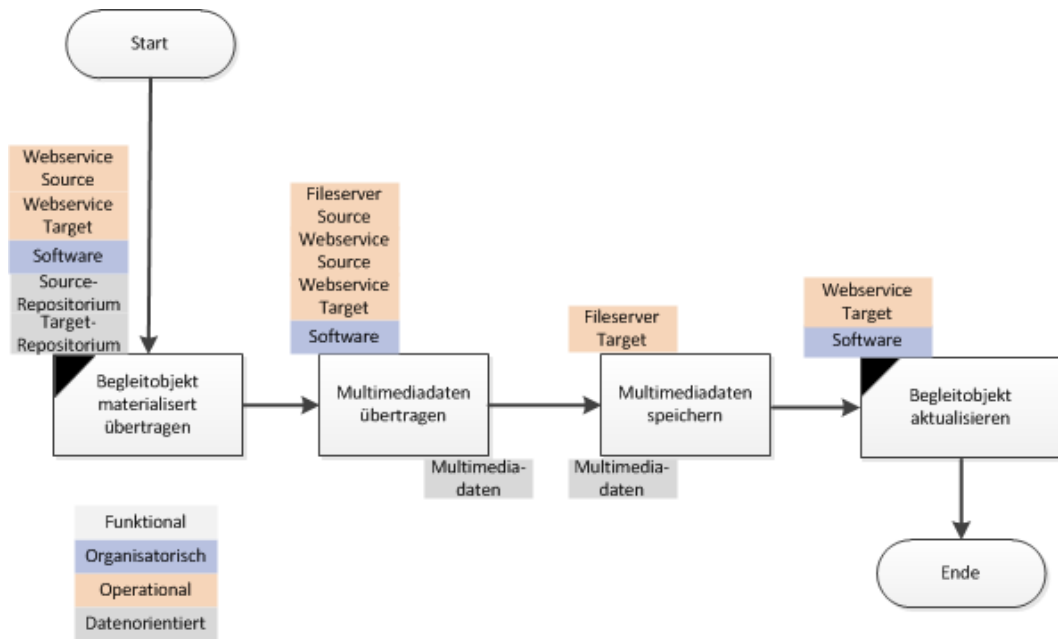 Start
Webservice
Source
Webservice
Target
Software
Source-
Repositorium
Target-
Repositorium
Begleitobjekt
materialisert
übertragen
Fileserver
Source
Webservice
Source
Webservice
Target
Software
Multimediadaten
übertragen
Multimedia-
daten
Fileserver
Target
Multimediadaten
speichern
Multimedia-
daten
Webservice
Target
Software
Begleitobjekt
aktualisieren
Ende
Funktional
Organisatorisch
Operational
Datenorientiert